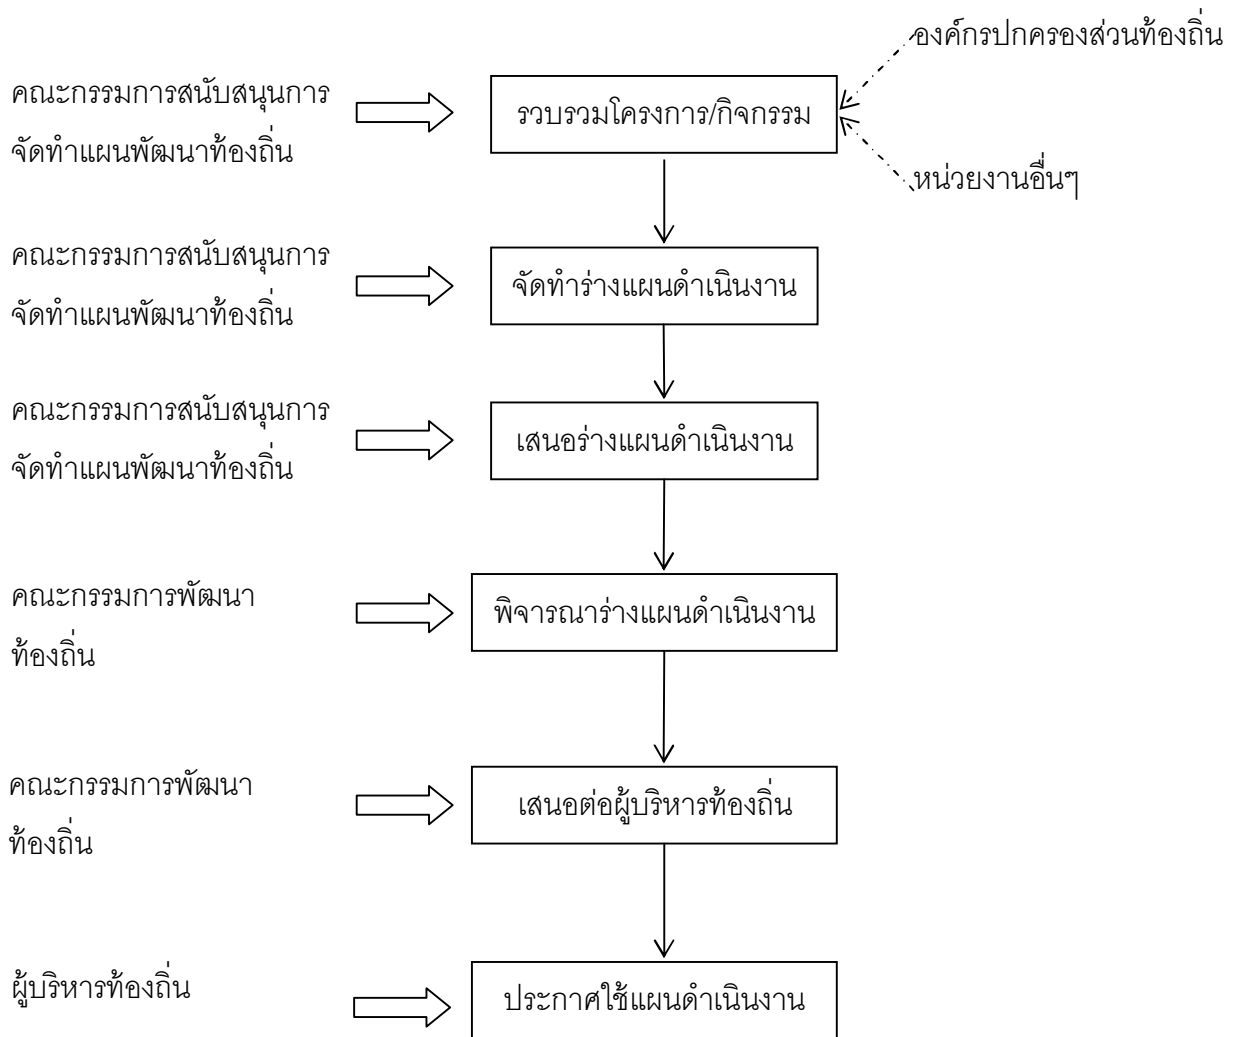 องค์กรปกครองส่วนท้องถิ่น
คณะกรรมการสนับสนุนการ
จัดทำแผนพัฒนาท้องถิ่น
รวบรวมโครงการ/กิจกรรม
หน่วยงานอื่นๆ
คณะกรรมการสนับสนุนการ
จัดทำแผนพัฒนาท้องถิ่น
จัดทำร่างแผนดำเนินงาน
คณะกรรมการสนับสนุนการ
จัดทำแผนพัฒนาท้องถิ่น
เสนอร่างแผนดำเนินงาน
คณะกรรมการพัฒนา
ท้องถิ่น
พิจารณาร่างแผนดำเนินงาน
คณะกรรมการพัฒนา
ท้องถิ่น
เสนอต่อผู้บริหารท้องถิ่น
ผู้บริหารท้องถิ่น
ประกาศใช้แผนดำเนินงาน